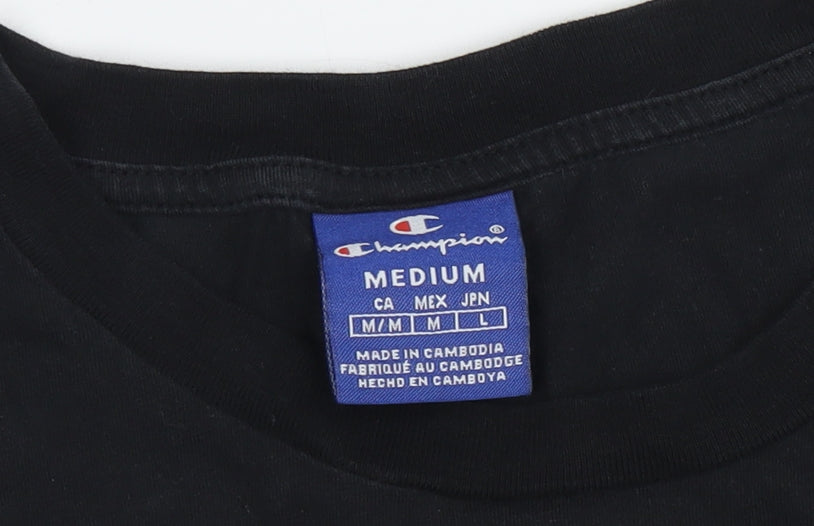 Champion®
MEDIUM
CA MEX JPN
M/M M L
MADE IN CAMBODIA
FABRIQUÉ AU CAMBODGE
HECHO EN CAMBOYA